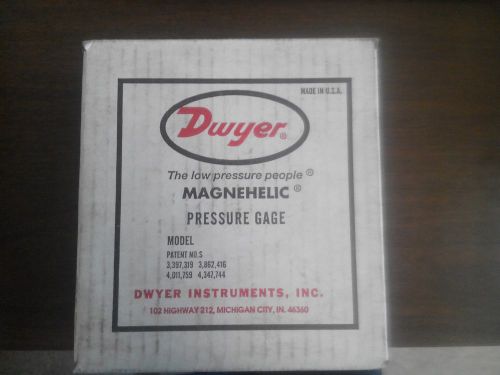 MADE IN U.S.A.
Dwyer®
The low pressure people®
MAGNEHELIC®
PRESSURE GAGE
MODEL
PATENT NO.S
3,397,319 3,862,416
4,011,759 4,347,744
DWYER INSTRUMENTS, INC.
102 HIGHWAY 212, MICHIGAN CITY, IN. 46360